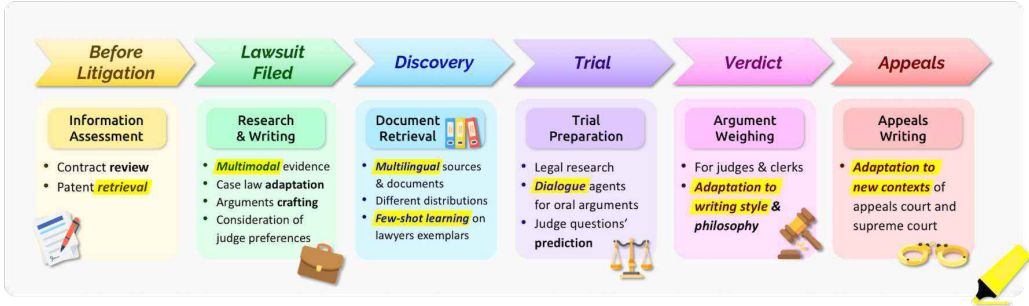 Before
Litigation
Lawsuit
Filed
Discovery
Trial
Verdict
Appeals
Information
Assessment
• Contract review
• Patent retrieval
Research
& Writing
• Multimodal evidence
• Case law adaptation
• Arguments crafting
• Consideration of
judge preferences
Document
Retrieval
• Multilingual sources
& documents
• Different distributions
• Few-shot learning on
lawyers exemplars
Trial
Preparation
• Legal research
• Dialogue agents
for oral arguments
• Judge questions’
prediction
Argument
Weighing
• For judges & clerks
• Adaptation to
writing style &
philosophy
Appeals
Writing
• Adaptation to
new contexts of
appeals court and
supreme court